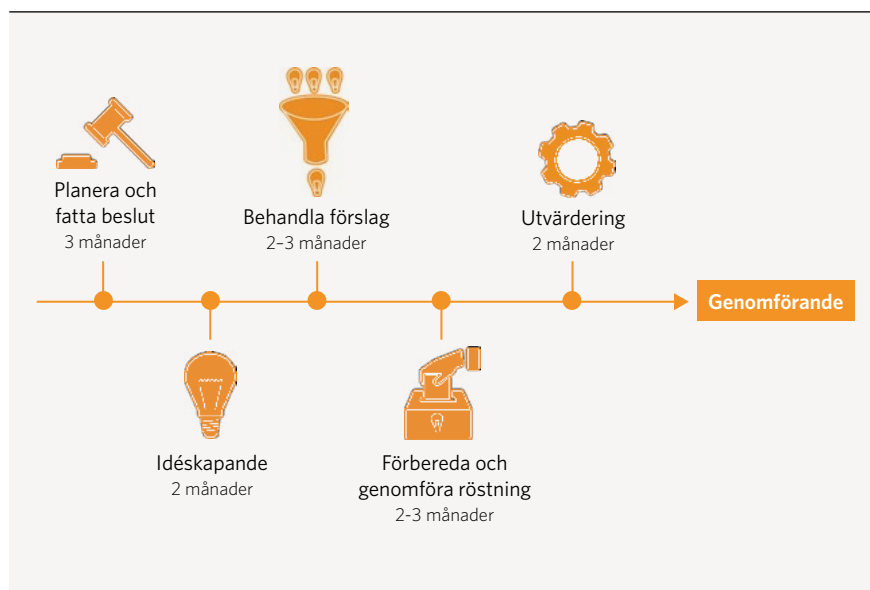 Planera och
fatta beslut
3 månader
Idéskapande
2 månader
Behandla förslag
2–3 månader
Förbereda och
genomföra röstning
2-3 månader
Utvärdering
2 månader
Genomförande